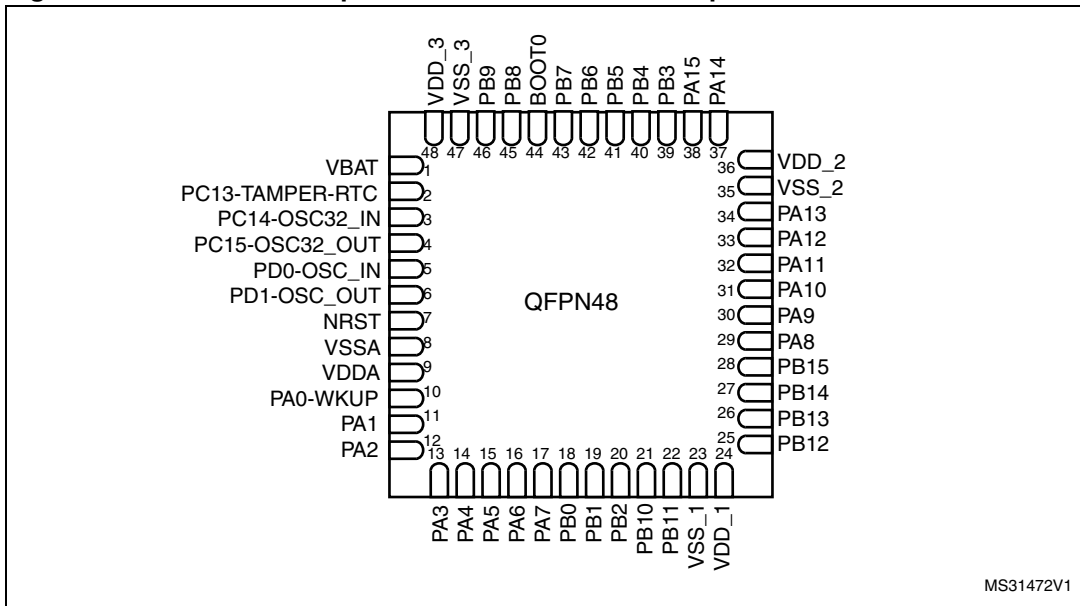 VDD_3
VSS_3
PB9
PB8
BOOT0
PB7
PB6
PB5
PB4
PB3
PA15
PA14
48 47 46 45 44 43 42 41 40 39 38 37
VBAT 1
PC13-TAMPER-RTC 2
PC14-OSC32_IN 3
PC15-OSC32_OUT 4
PD0-OSC_IN 5
PD1-OSC_OUT 6
NRST 7
VSSA 8
VDDA 9
PA0-WKUP 10
PA1 11
PA2 12
QFPN48
36 VDD_2
35 VSS_2
34 PA13
33 PA12
32 PA11
31 PA10
30 PA9
29 PA8
28 PB15
27 PB14
26 PB13
25 PB12
13 14 15 16 17 18 19 20 21 22 23 24
PA3
PA4
PA5
PA6
PA7
PB0
PB1
PB2
PB10
PB11
VSS_1
VDD_1
MS31472V1